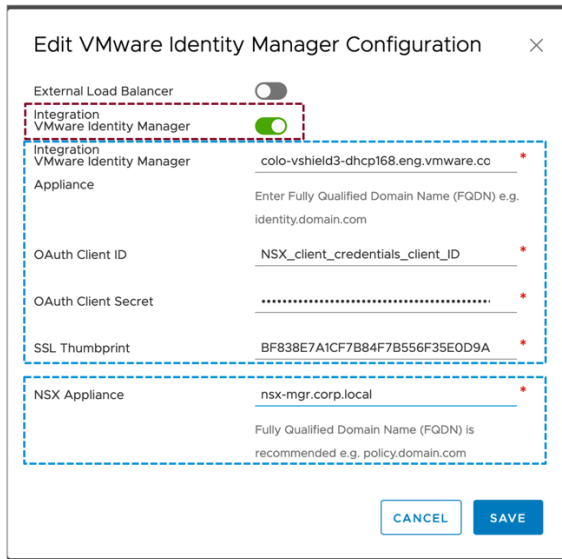 Edit VMware Identity Manager Configuration
External Load Balancer
Integration
VMware Identity Manager
Integration
VMware Identity Manager colo-vshield3-dhcp168.eng.vmware.co *
Appliance
Enter Fully Qualified Domain Name (FQDN) e.g.
identity.domain.com
OAuth Client ID NSX_client_credentials_client_ID *
OAuth Client Secret •••••••••••••••••••••••••••••••••••••••••••• *
SSL Thumbprint BF838E7A1CF7B84F7B556F35E0D9A *
NSX Appliance nsx-mgr.corp.local *
Fully Qualified Domain Name (FQDN) is
recommended e.g. policy.domain.com
CANCEL SAVE